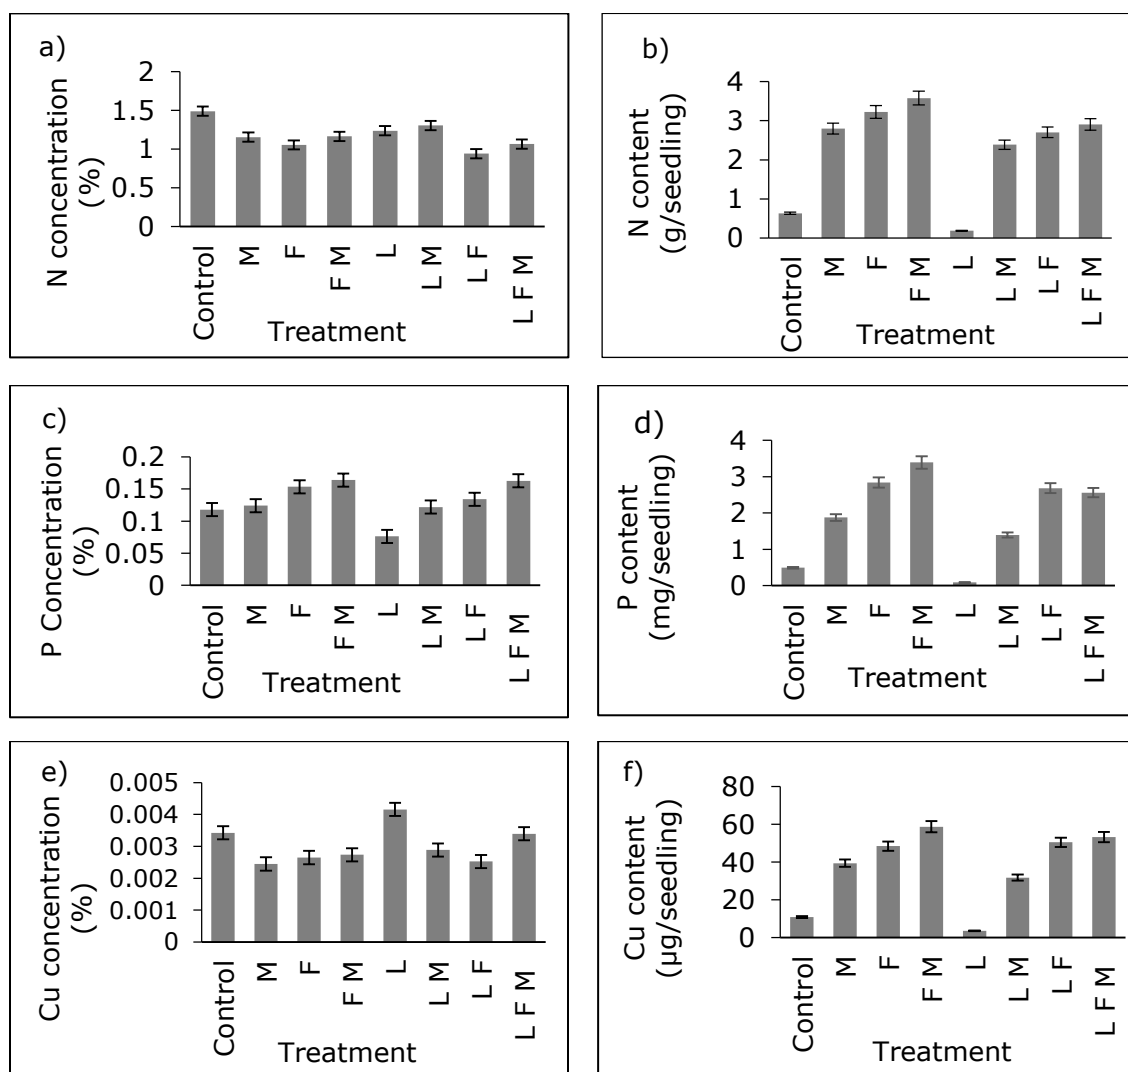 a)
N concentration
(%)
2
1.5
1
0.5
0
Control
M
F
F M
L
L M
L F
L F M
Treatment
b)
N content
(g/seedling)
4
3
2
1
0
Control
M
F
F M
L
L M
L F
L F M
Treatment
c)
P Concentration
(%)
0.2
0.15
0.1
0.05
0
Control
M
F
F M
L
L M
L F
L F M
Treatment
d)
P content
(mg/seedling)
4
3
2
1
0
Control
M
F
F M
L
L M
L F
L F M
Treatment
e)
Cu concentration
(%)
0.005
0.004
0.003
0.002
0.001
0
Control
M
F
F M
L
L M
L F
L F M
Treatment
f)
Cu content
(µg/seedling)
80
60
40
20
0
Control
M
F
F M
L
L M
L F
L F M
Treatment